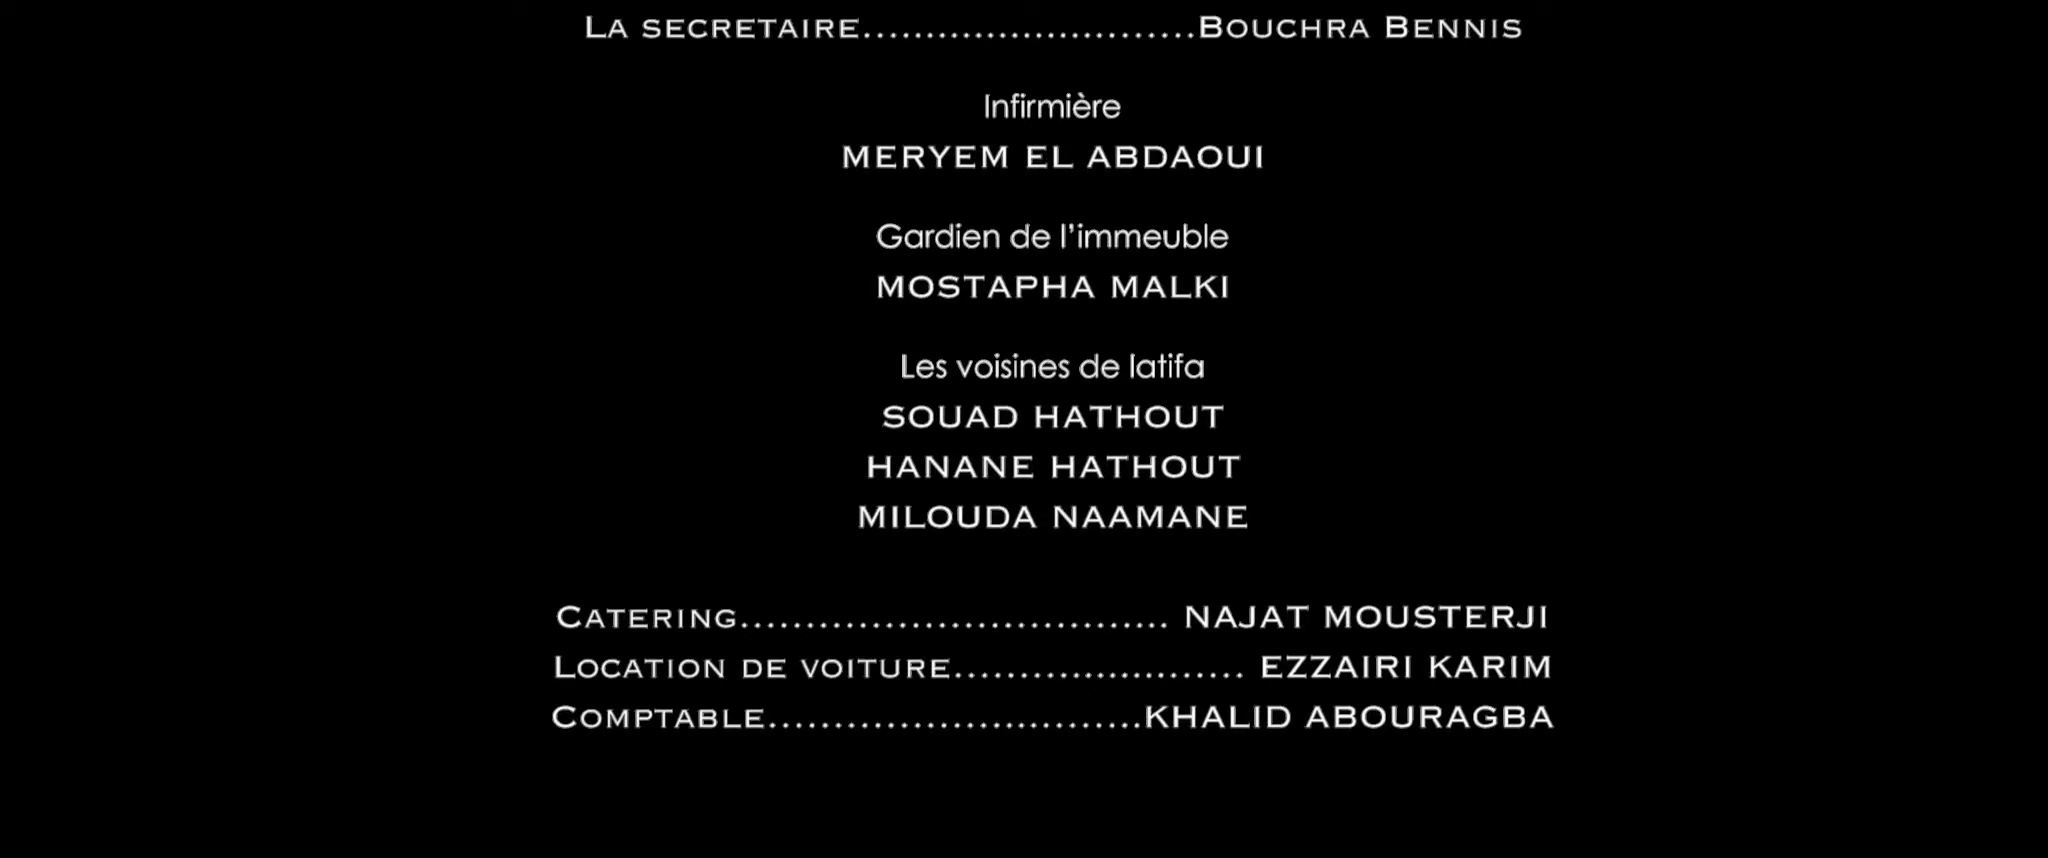 La secretaire...........................Bouchra Bennis
Infirmière
MERYEM EL ABDAOUI
Gardien de l'immeuble
MOSTAPHA MALKI
Les voisines de latifa
SOUAD HATHOUT
HANANE HATHOUT
MILOUDA NAAMANE
Catering................................. NAJAT MOUSTERJI
Location de voiture....................... EZZAIRI KARIM
Comptable.............................KHALID ABOURAGBA